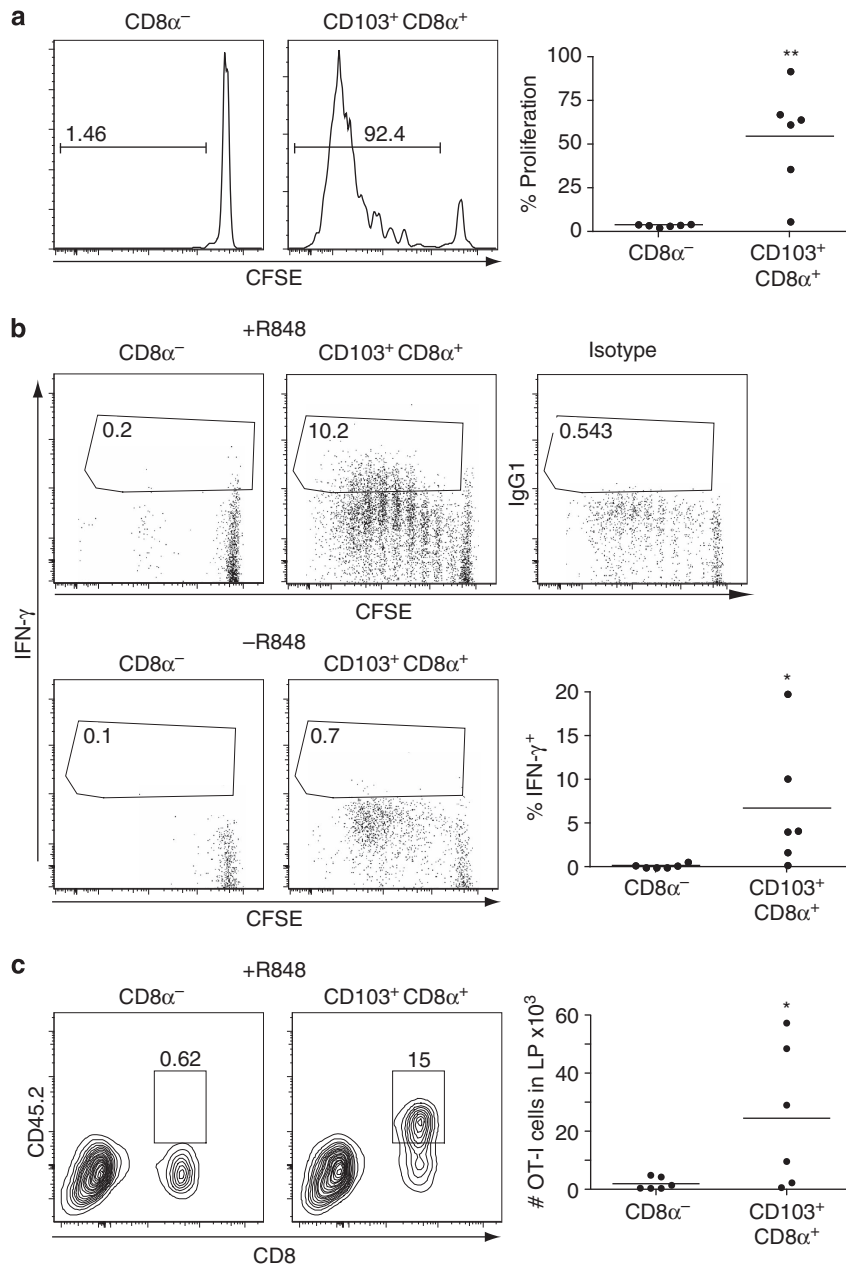 a
CD8α⁻
CD103⁺ CD8α⁺
1.46
92.4
CFSE
% Proliferation
100
75
50
25
0
**
CD8α⁻
CD103⁺
CD8α⁺
b
+R848
CD8α⁻
CD103⁺ CD8α⁺
Isotype
0.2
10.2
0.543
IgG1
CFSE
IFN-γ
−R848
CD8α⁻
CD103⁺ CD8α⁺
0.1
0.7
CFSE
% IFN-γ⁺
20
15
10
5
0
*
CD8α⁻
CD103⁺
CD8α⁺
c
+R848
CD8α⁻
CD103⁺ CD8α⁺
0.62
15
CD45.2
CD8
# OT-I cells in LP x10³
60
40
20
0
*
CD8α⁻
CD103⁺
CD8α⁺